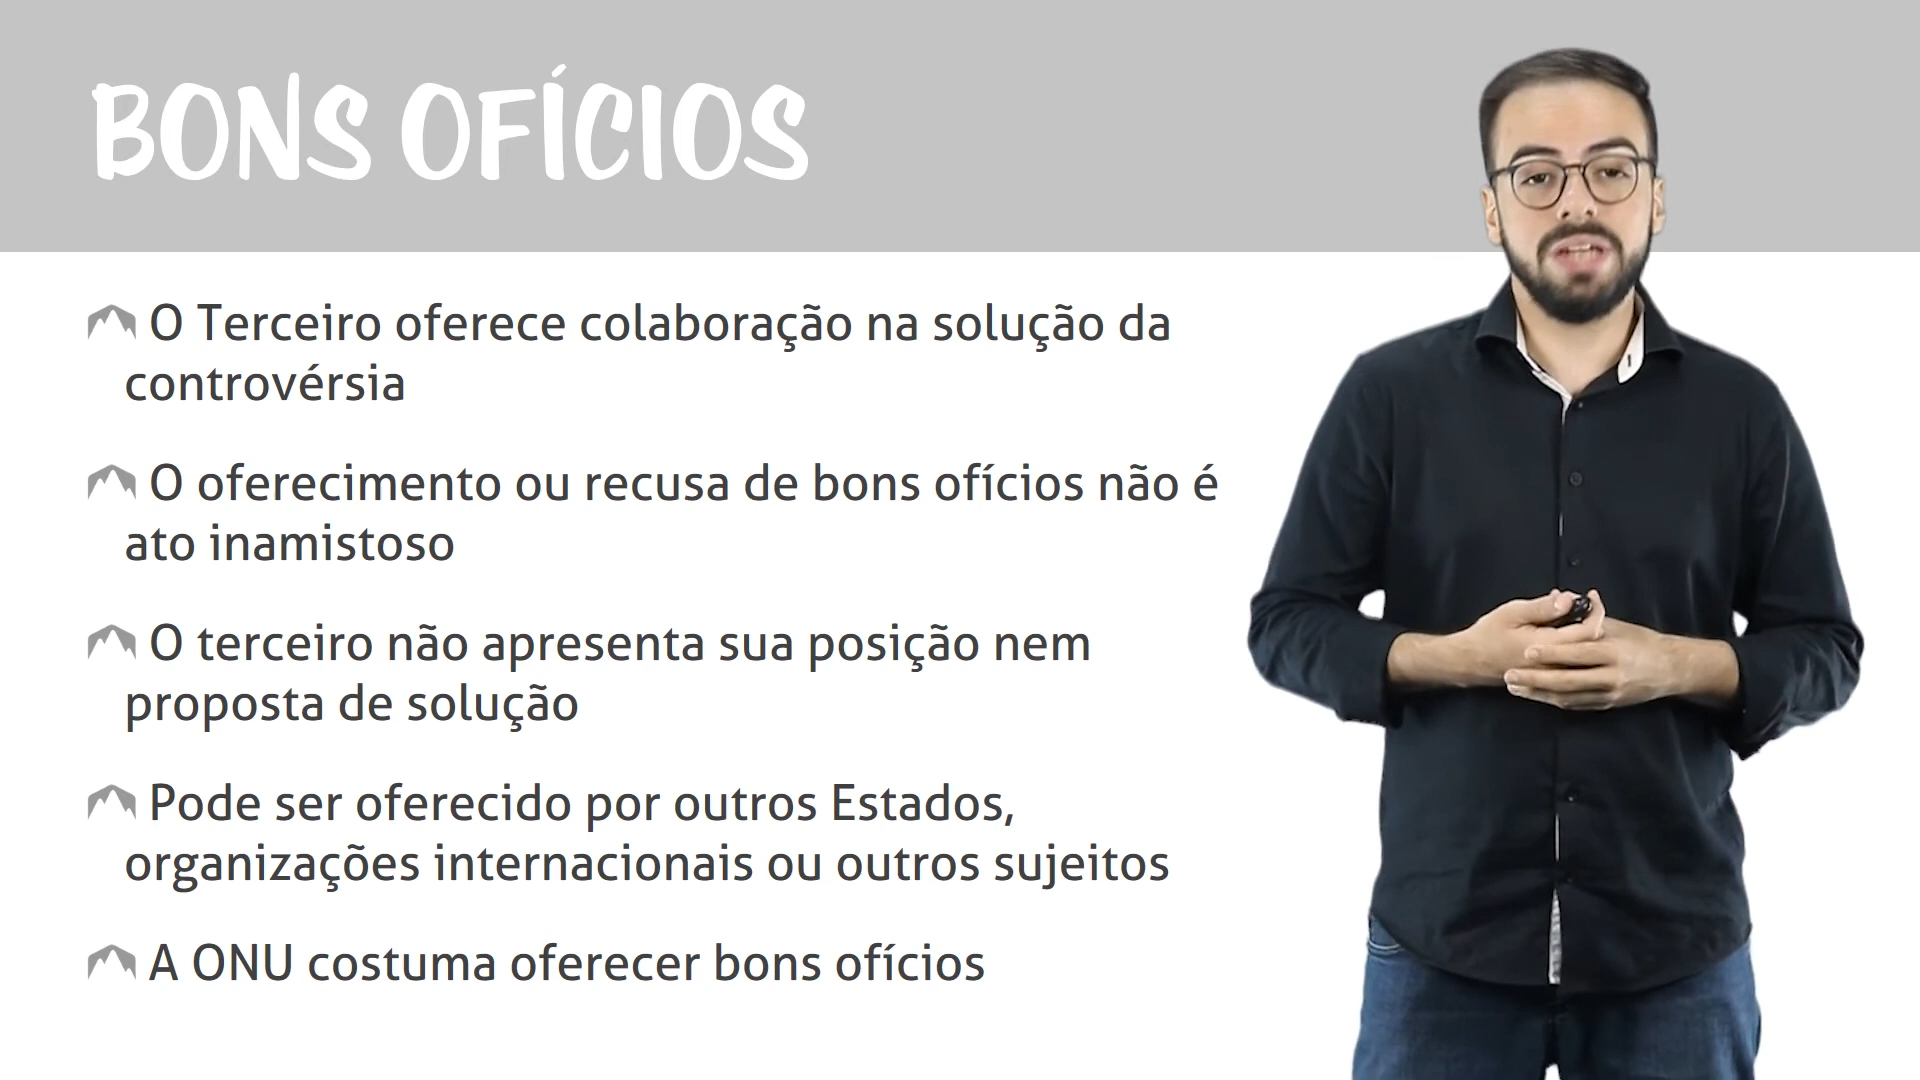 BONS OFÍCIOS
O Terceiro oferece colaboração na solução da
controvérsia
O oferecimento ou recusa de bons ofícios não é
ato inamistoso
O terceiro não apresenta sua posição nem
proposta de solução
Pode ser oferecido por outros Estados,
organizações internacionais ou outros sujeitos
A ONU costuma oferecer bons ofícios